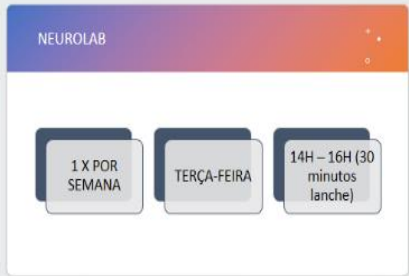 NEUROLAB
1 X POR
SEMANA
TERÇA-FEIRA
14H – 16H (30
minutos
lanche)